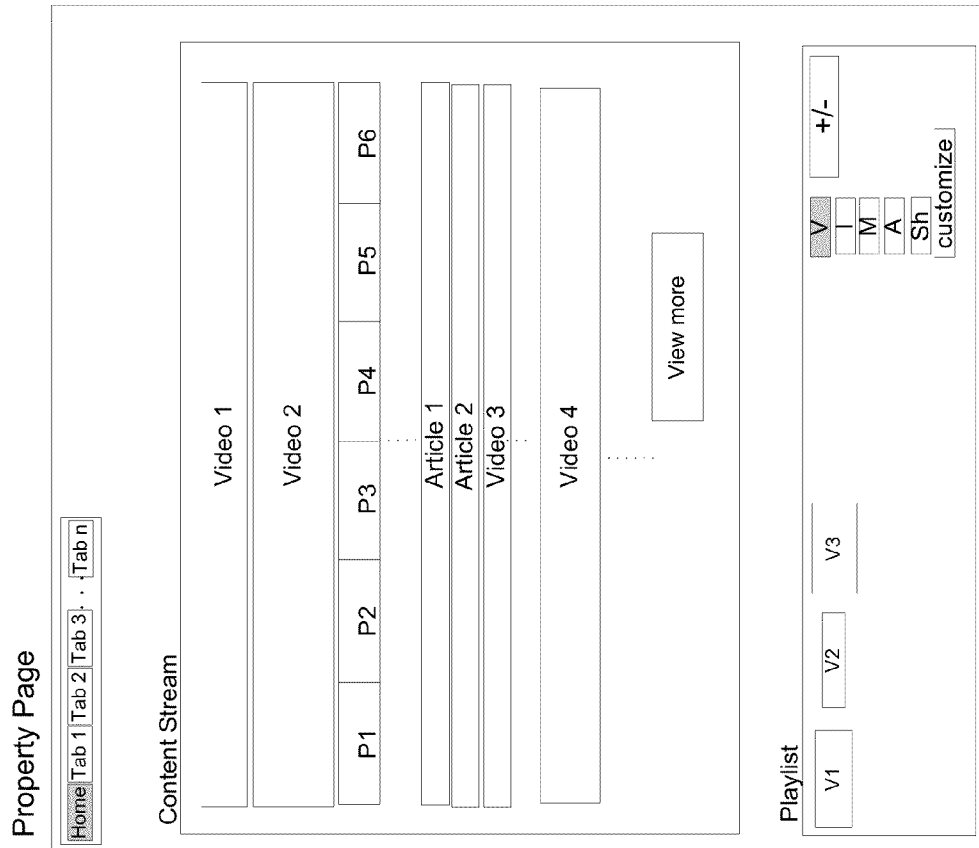 Property Page
Home Tab 1 Tab 2 Tab 3 . . . Tab n
Content Stream
Video 1
Video 2
P1 P2 P3 P4 P5 P6
Article 1
Article 2
Video 3
Video 4
View more
Playlist
V1 V2 V3 V +/-
I
M
A
Sh
customize